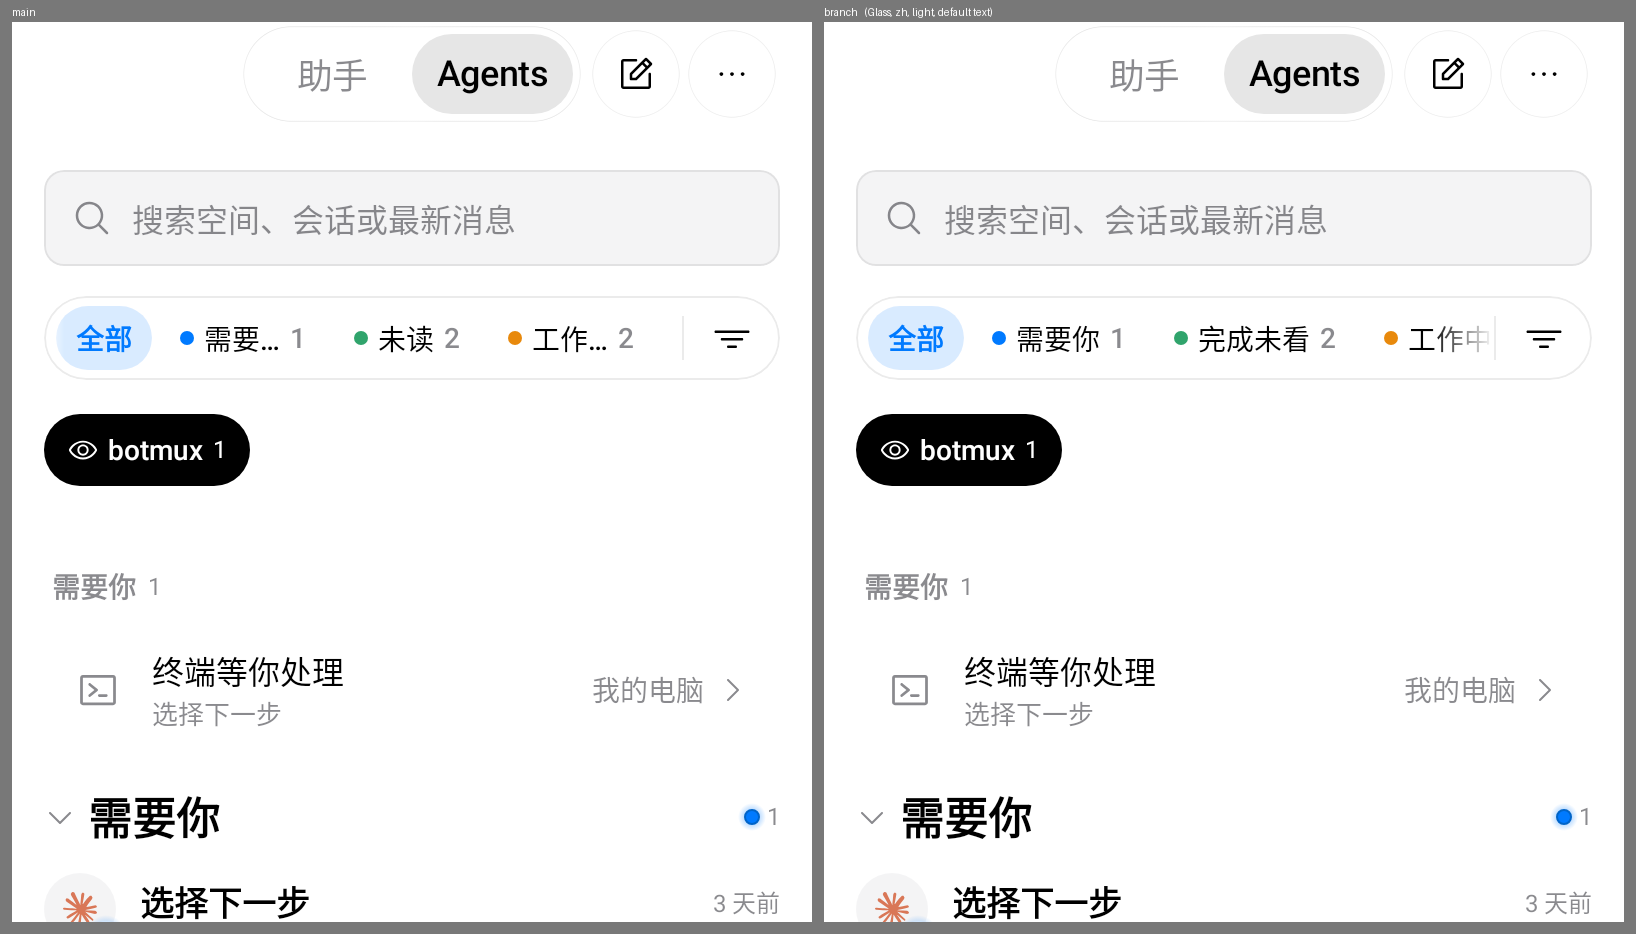 main
助手 Agents
搜索空间、会话或最新消息
全部 需要... 1 未读 2 工作... 2
botmux 1
需要你 1
终端等你处理
选择下一步
我的电脑
需要你 1
选择下一步 3 天前
branch (Glass, zh, light, default text)
助手 Agents
搜索空间、会话或最新消息
全部 需要你 1 完成未看 2 工作中
botmux 1
需要你 1
终端等你处理
选择下一步
我的电脑
需要你 1
选择下一步 3 天前